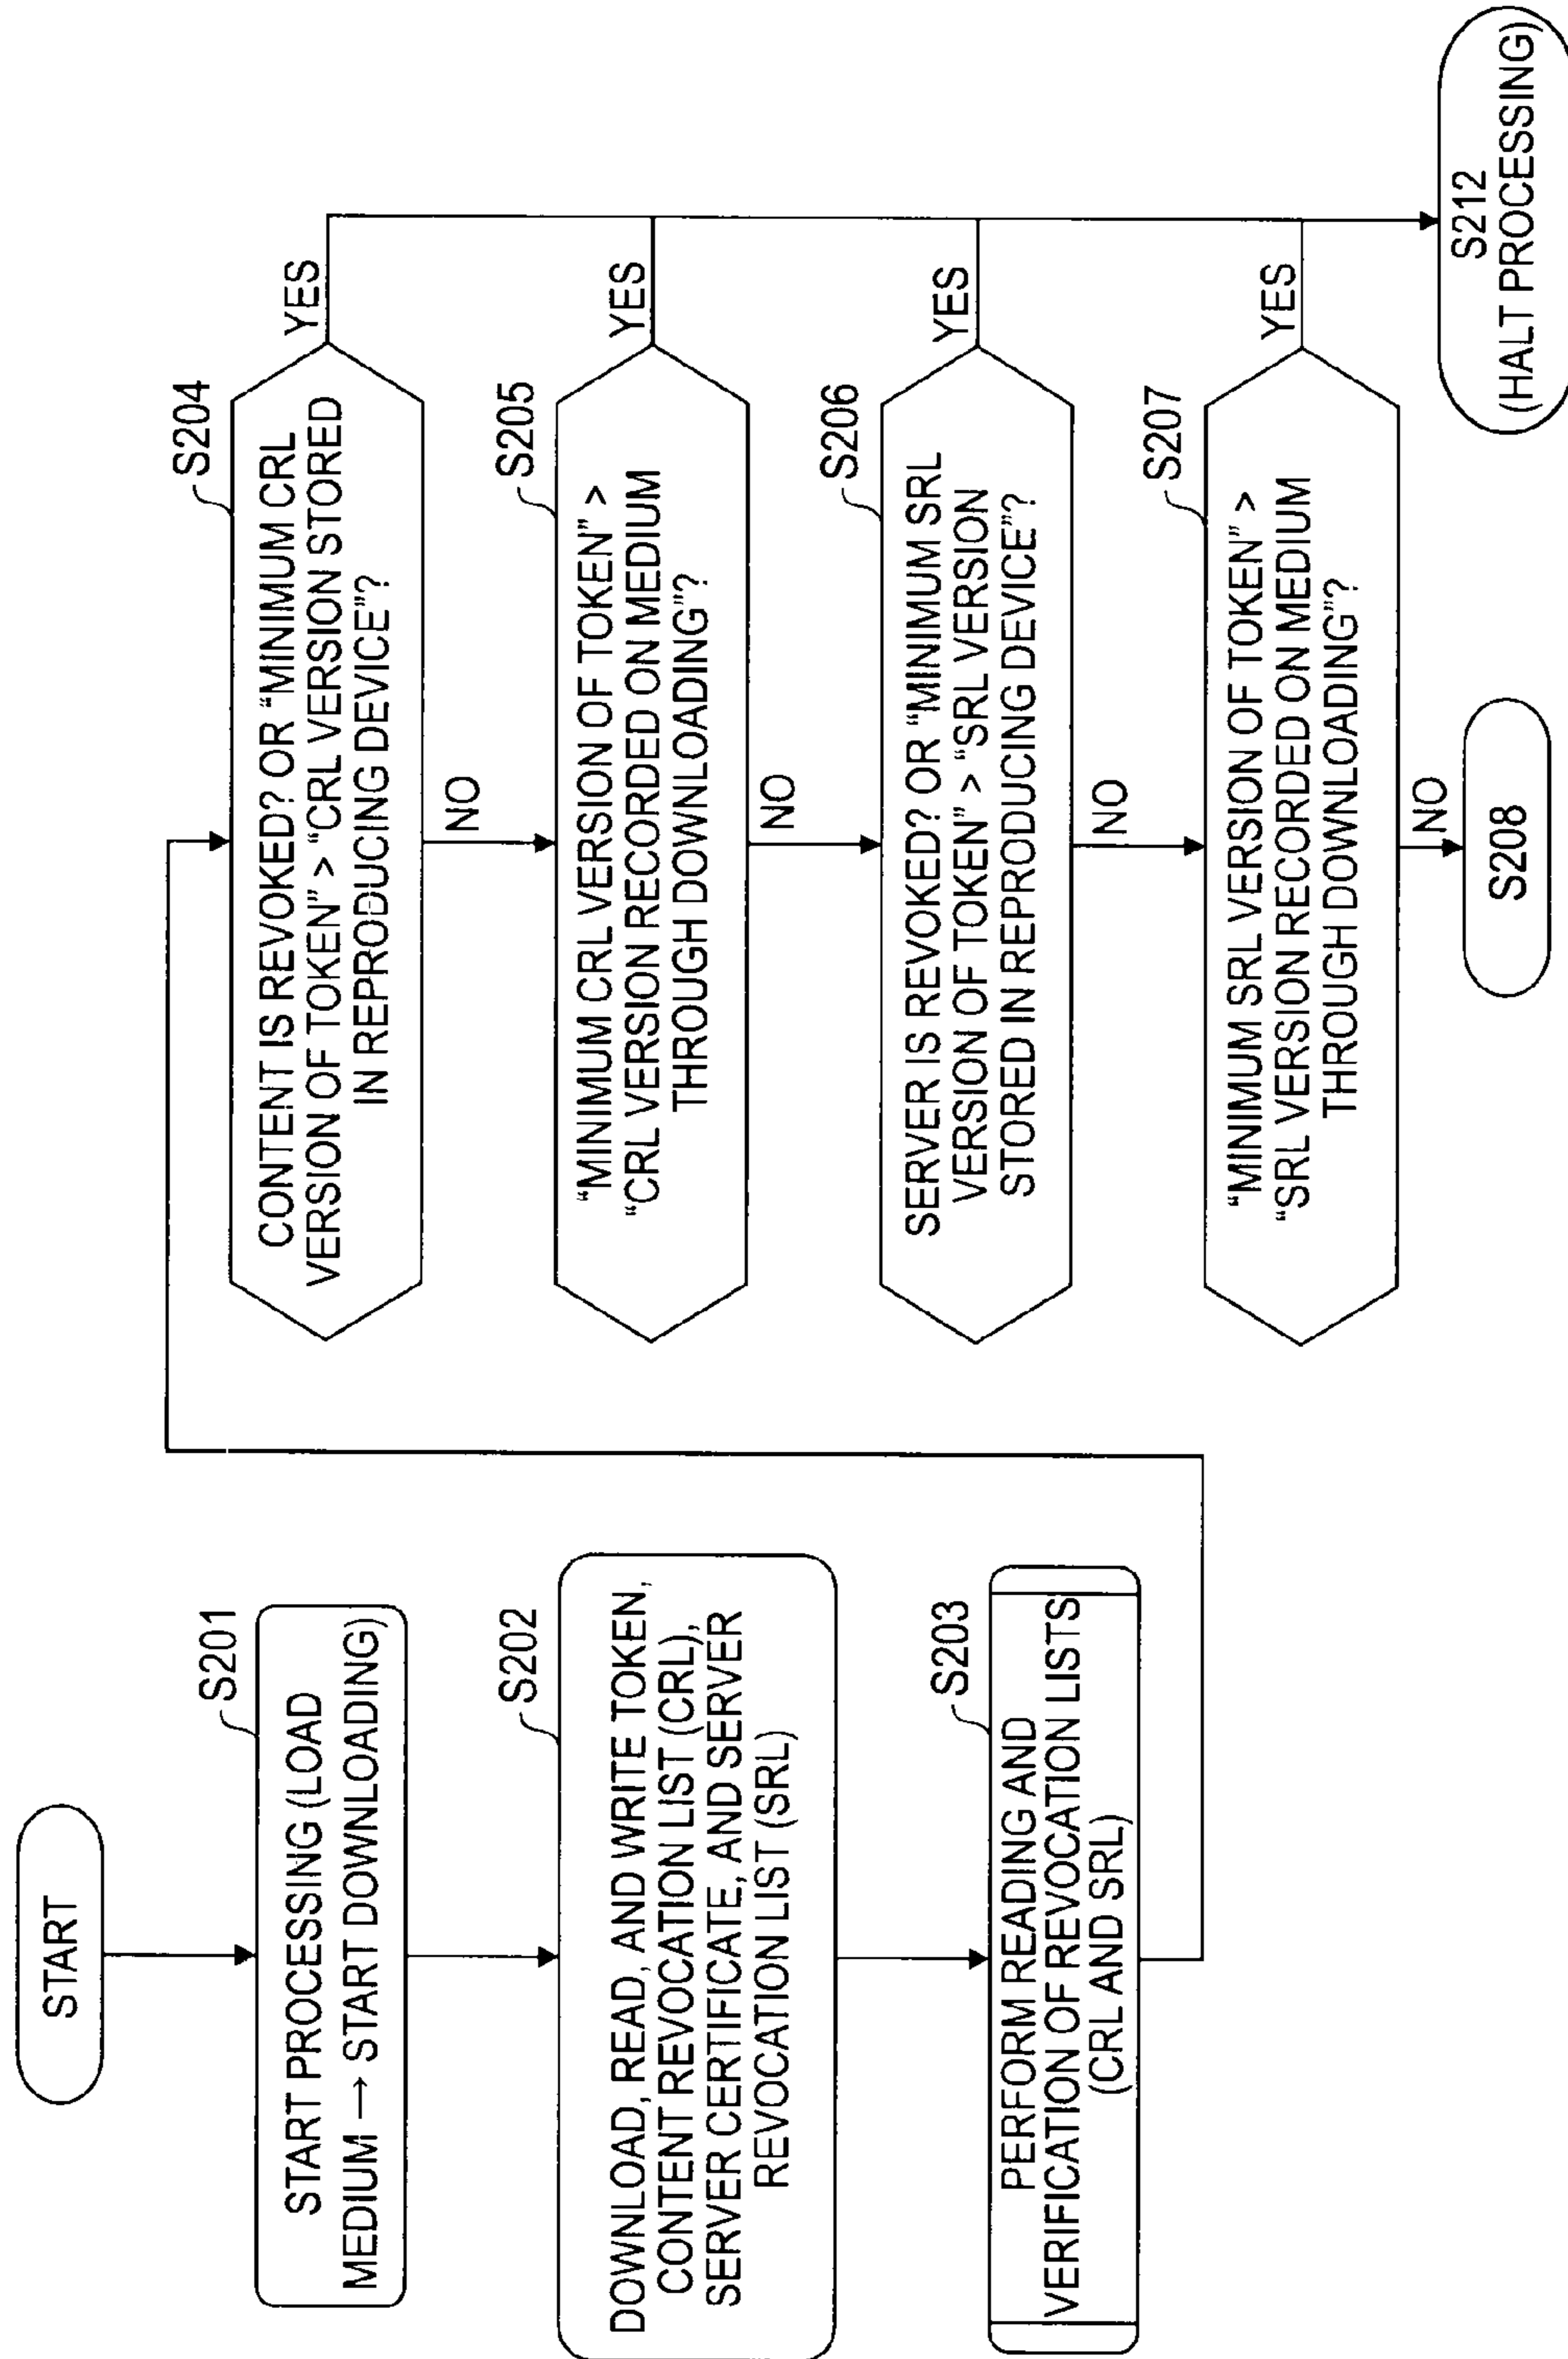 START
S201
START PROCESSING (LOAD
MEDIUM → START DOWNLOADING)
S202
DOWNLOAD, READ, AND WRITE TOKEN,
CONTENT REVOCATION LIST (CRL),
SERVER CERTIFICATE, AND SERVER
REVOCATION LIST (SRL)
S203
PERFORM READING AND
VERIFICATION OF REVOCATION LISTS
(CRL AND SRL)
S204
CONTENT IS REVOKED? OR “MINIMUM CRL
VERSION OF TOKEN” > “CRL VERSION STORED
IN REPRODUCING DEVICE”?
YES
NO
S205
“MINIMUM CRL VERSION OF TOKEN” >
“CRL VERSION RECORDED ON MEDIUM
THROUGH DOWNLOADING”?
YES
NO
S206
SERVER IS REVOKED? OR “MINIMUM SRL
VERSION OF TOKEN” > “SRL VERSION
STORED IN REPRODUCING DEVICE”?
YES
NO
S207
“MINIMUM SRL VERSION OF TOKEN” >
“SRL VERSION RECORDED ON MEDIUM
THROUGH DOWNLOADING”?
YES
NO
S208
S212
(HALT PROCESSING)